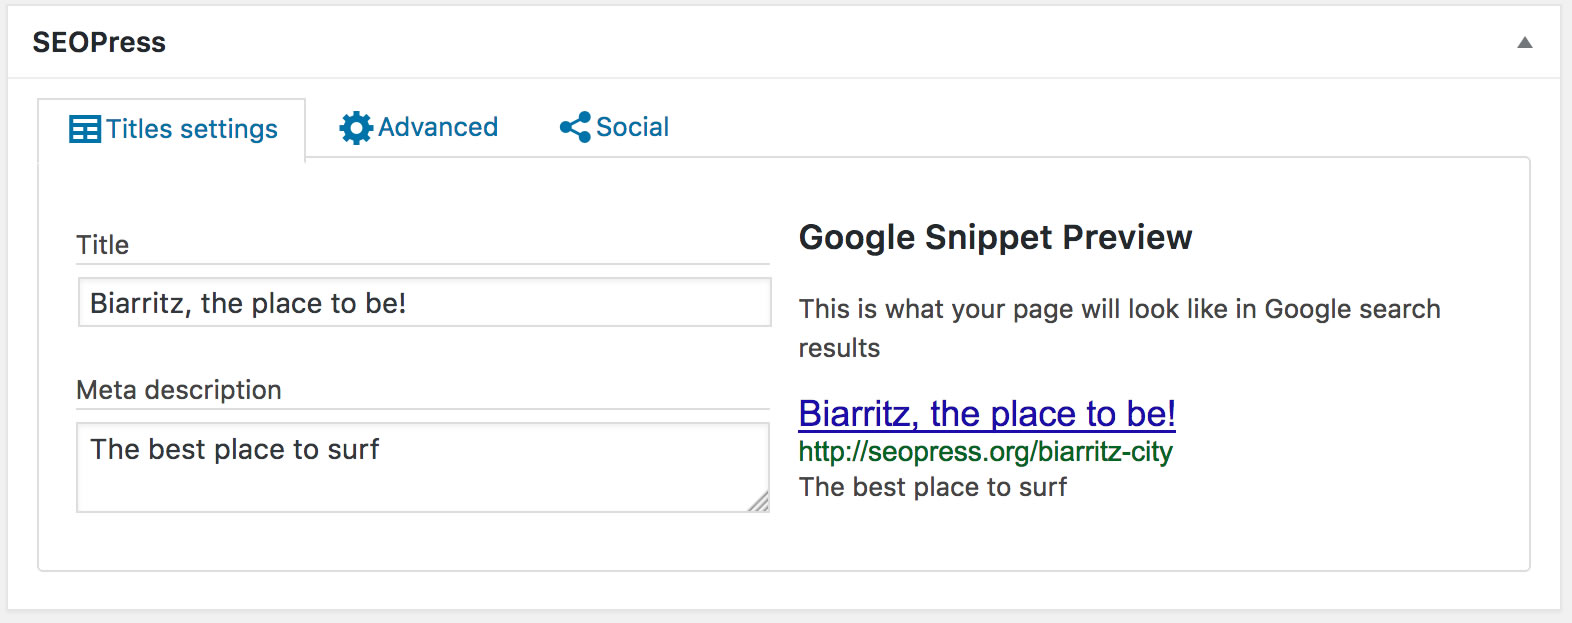 SEOPress
Titles settings
Advanced
Social
Title
Biarritz, the place to be!
Meta description
The best place to surf
Google Snippet Preview
This is what your page will look like in Google search
results
Biarritz, the place to be!
http://seopress.org/biarritz-city
The best place to surf